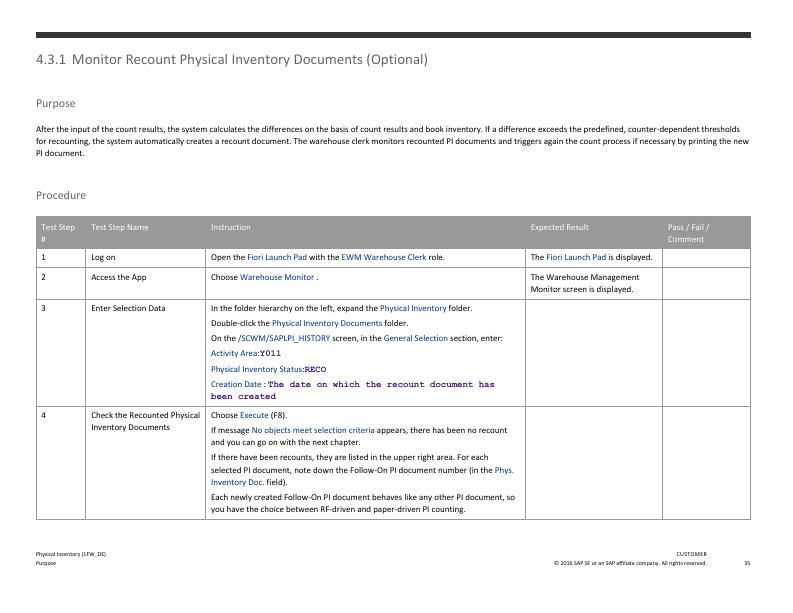 4.3.1 Monitor Recount Physical Inventory Documents (Optional)
Purpose
After the input of the count results, the system calculates the differences on the basis of count results and book inventory. If a difference exceeds the predefined, counter-dependent thresholds
for recounting, the system automatically creates a recount document. The warehouse clerk monitors recounted PI documents and triggers again the count process if necessary by printing the new
PI document.
Procedure
Test Step
#
Test Step Name
Instruction
Expected Result
Pass / Fail /
Comment
1
Log on
Open the Fiori Launch Pad with the EWM Warehouse Clerk role.
The Fiori Launch Pad is displayed.
2
Access the App
Choose Warehouse Monitor .
The Warehouse Management
Monitor screen is displayed.
3
Enter Selection Data
In the folder hierarchy on the left, expand the Physical Inventory folder.
Double-click the Physical Inventory Documents folder.
On the /SCWM/SAPLPI_HISTORY screen, in the General Selection section, enter:
Activity Area:Y011
Physical Inventory Status:RECO
Creation Date : The date on which the recount document has
been created
4
Check the Recounted Physical
Inventory Documents
Choose Execute (F8).
If message No objects meet selection criteria appears, there has been no recount
and you can go on with the next chapter.
If there have been recounts, they are listed in the upper right area. For each
selected PI document, note down the Follow-On PI document number (in the Phys.
Inventory Doc. field).
Each newly created Follow-On PI document behaves like any other PI document, so
you have the choice between RF-driven and paper-driven PI counting.
Physical Inventory (1FW_DE)
Purpose
CUSTOMER
© 2016 SAP SE or an SAP affiliate company. All rights reserved.
35